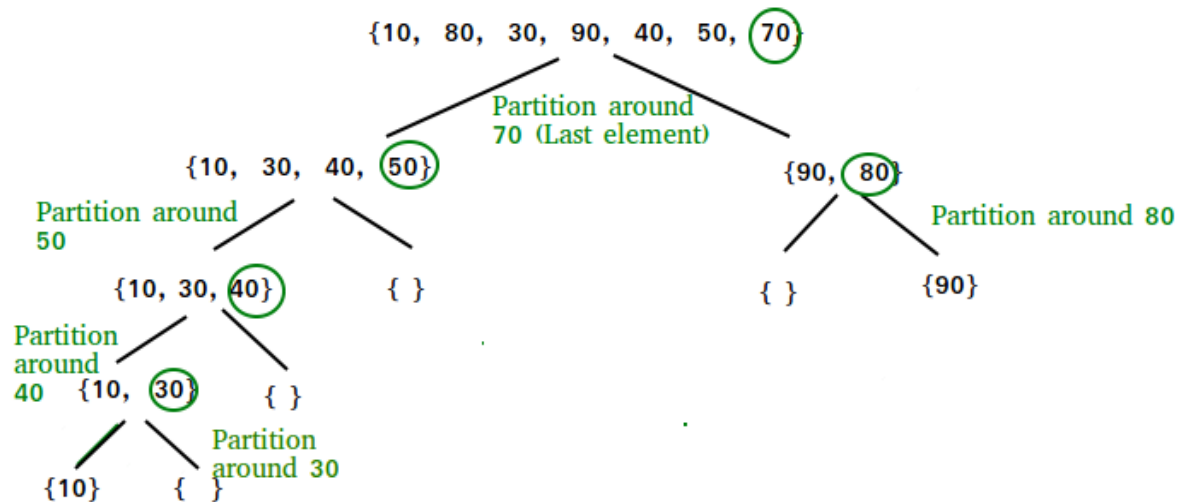 {10, 80, 30, 90, 40, 50, 70}
Partition around
70 (Last element)
{10, 30, 40, 50}
{90, 80}
Partition around
50
Partition around 80
{10, 30, 40}
{ }
{ }
{90}
Partition
around
40
{10, 30}
{ }
Partition
around 30
{10}
{ }